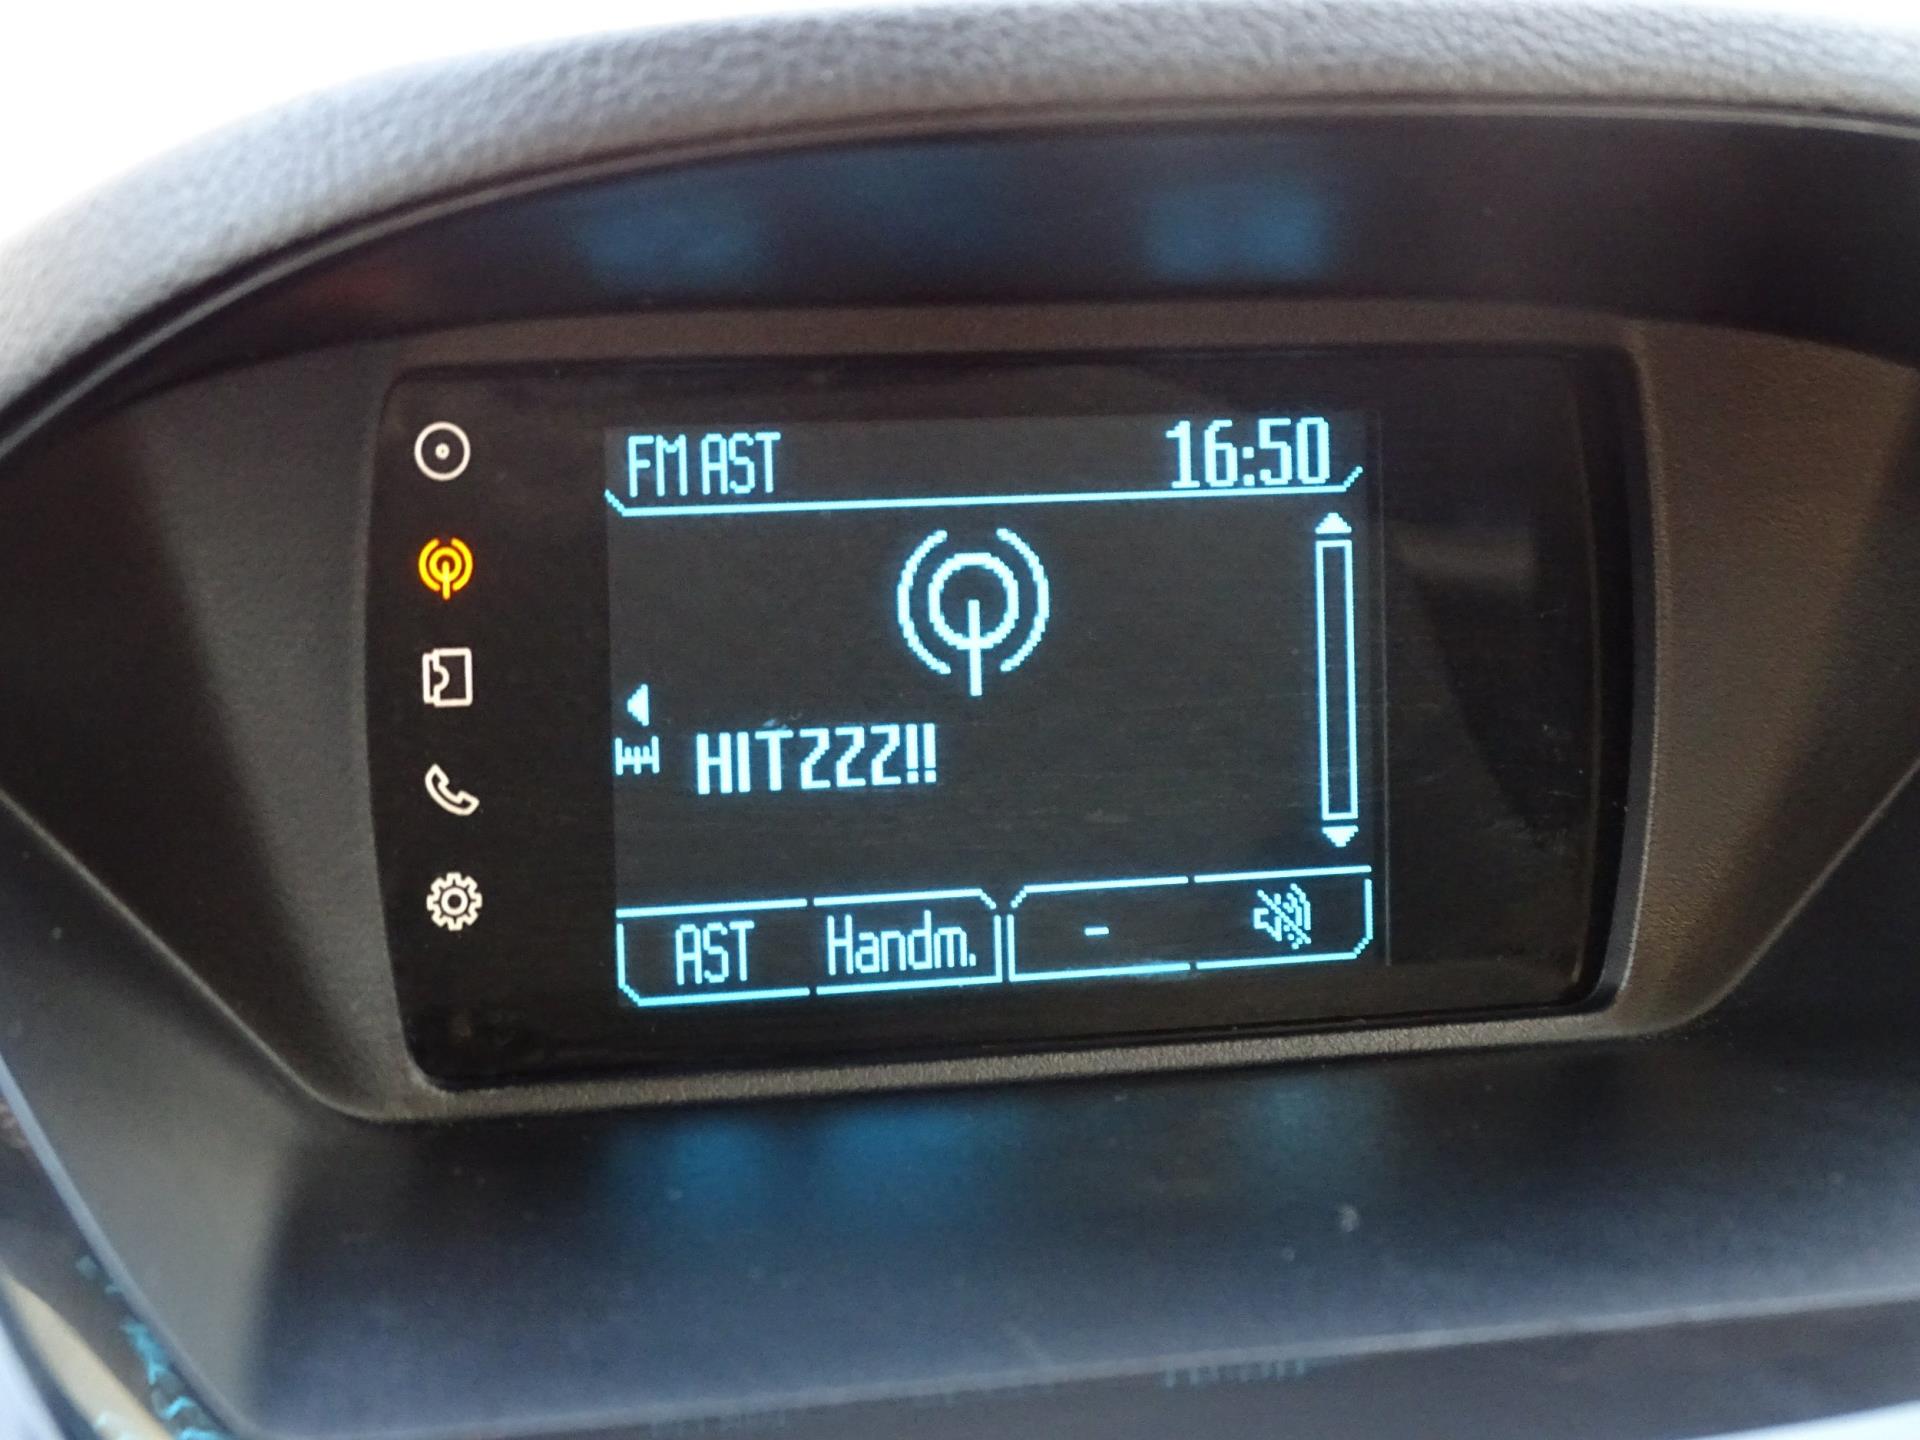 FM AST 16:50
HITZZZ!!
AST Handm. -